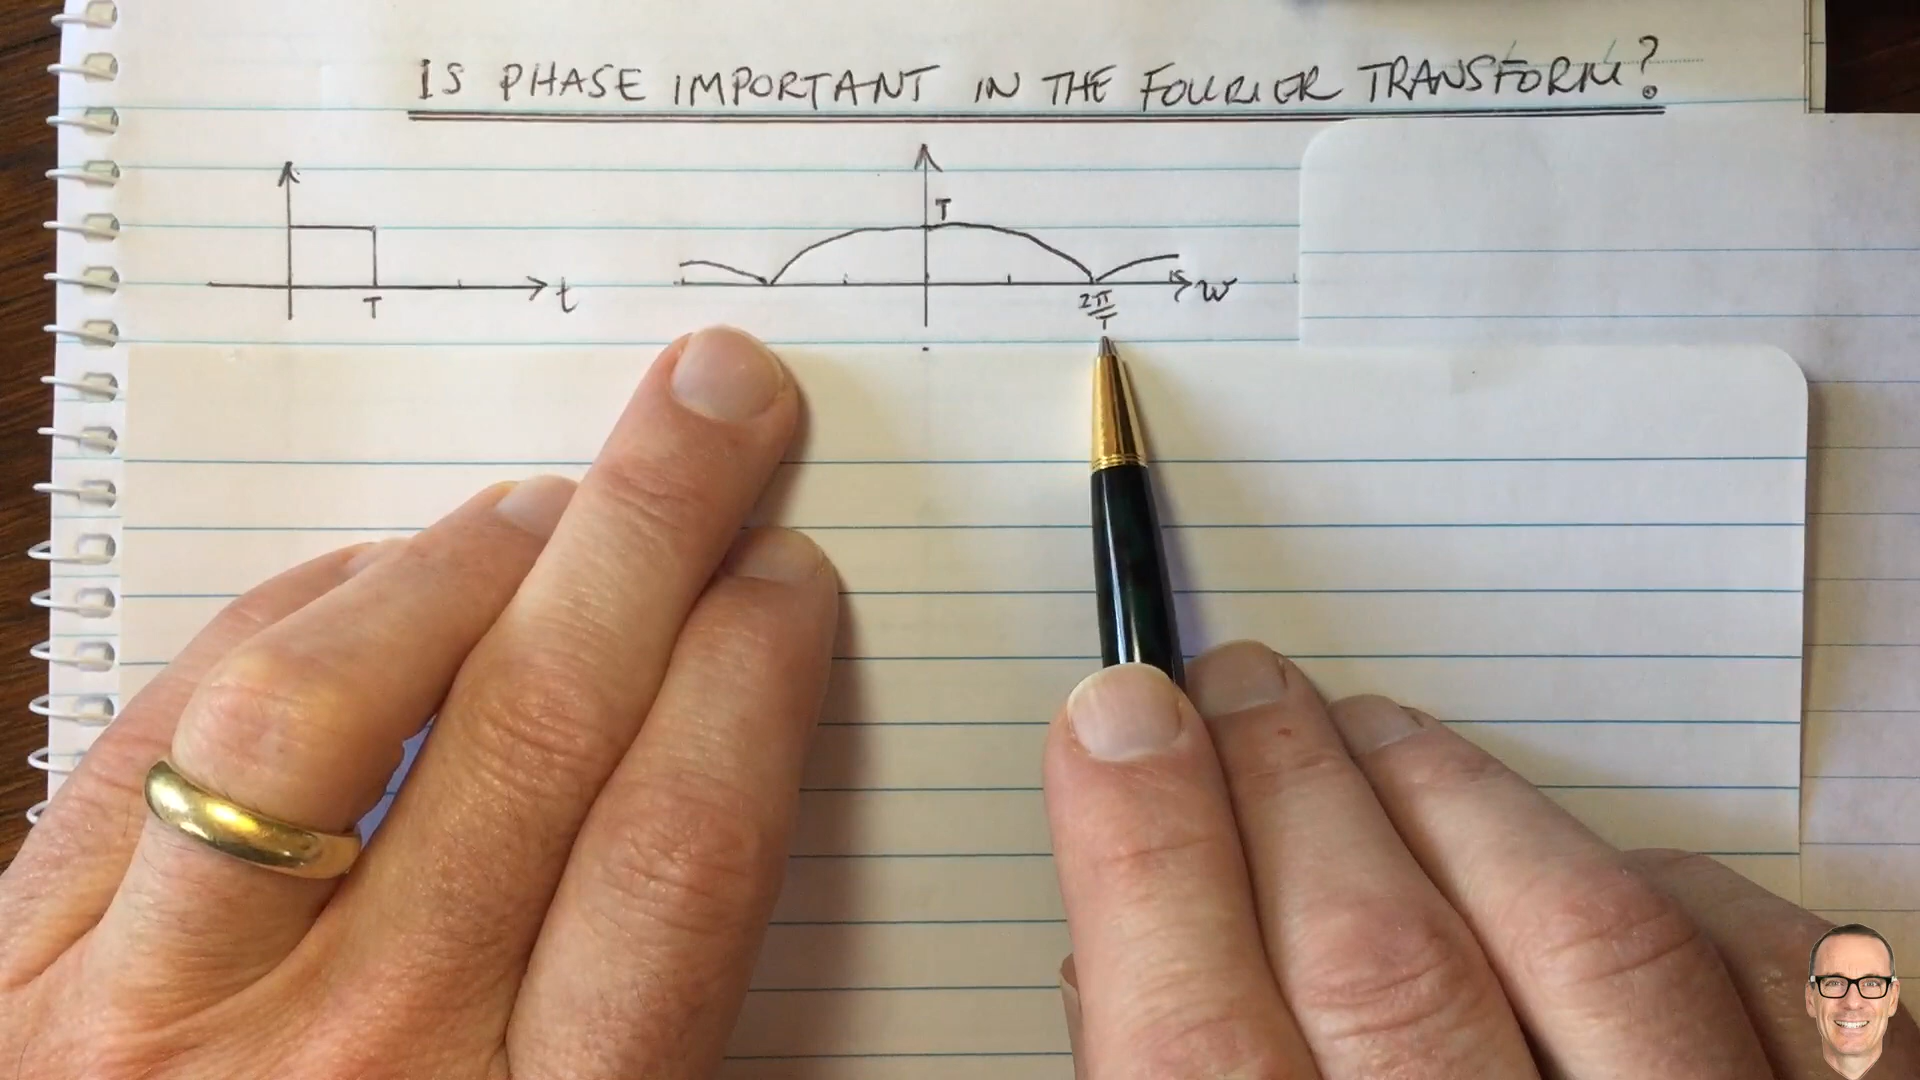 IS PHASE IMPORTANT IN THE FOURIER TRANSFORM?
T
T
t
2π/T
w